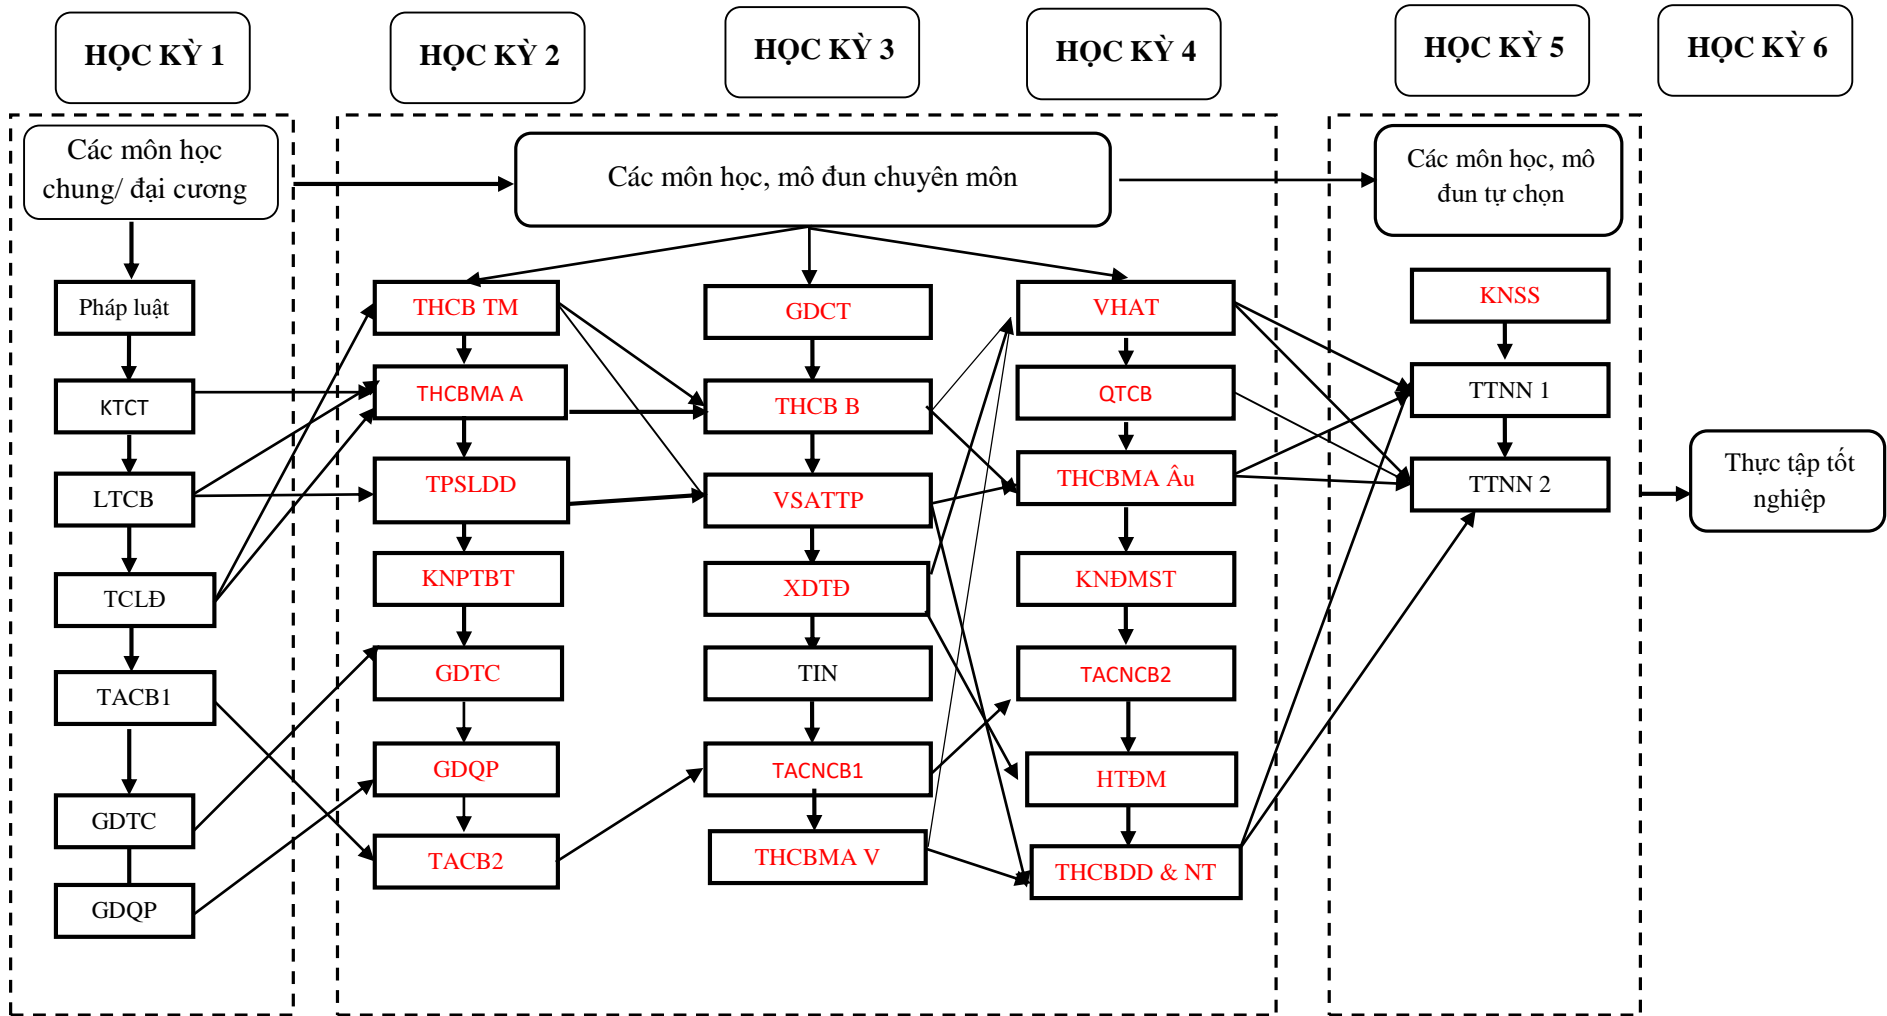 HỌC KỲ 1
HỌC KỲ 2
HỌC KỲ 3
HỌC KỲ 4
HỌC KỲ 5
HỌC KỲ 6
Các môn học
chung/ đại cương
Các môn học, mô đun chuyên môn
Các môn học, mô
đun tự chọn
Pháp luật
KTCT
LTCB
TCLĐ
TACB1
GDTC
GDQP
THCB TM
THCBMA A
TPSLDD
KNPTBT
GDTC
GDQP
TACB2
GDCT
THCB B
VSATTP
XDTĐ
TIN
TACNCB1
THCBMA V
VHAT
QTCB
THCBMA Âu
KNĐMST
TACNCB2
HTĐM
THCBDD & NT
KNSS
TTNN 1
TTNN 2
Thực tập tốt
nghiệp